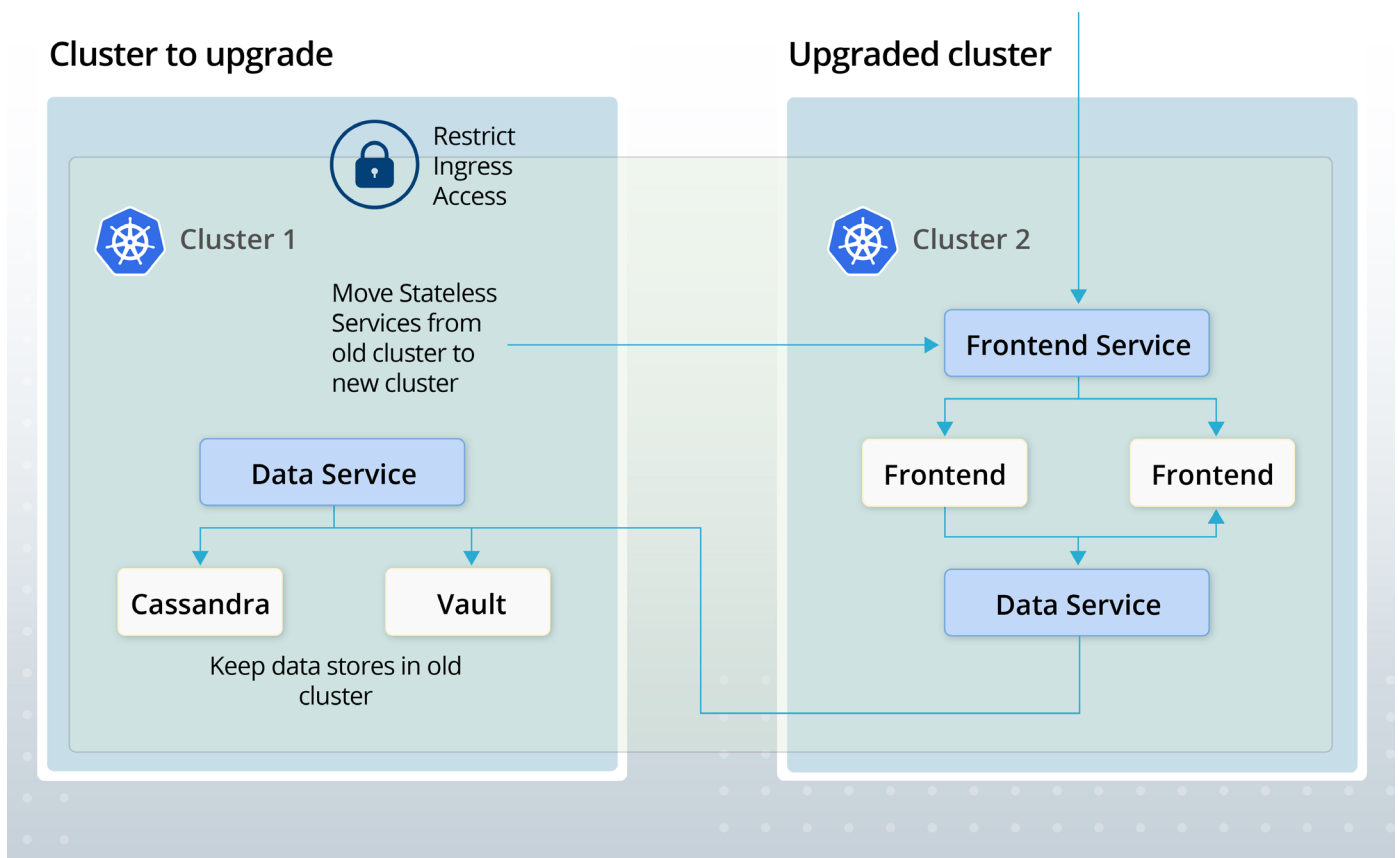 Cluster to upgrade
Upgraded cluster
Restrict
Ingress
Access
Cluster 1
Cluster 2
Move Stateless
Services from
old cluster to
new cluster
Frontend Service
Data Service
Frontend
Frontend
Cassandra
Vault
Data Service
Keep data stores in old
cluster